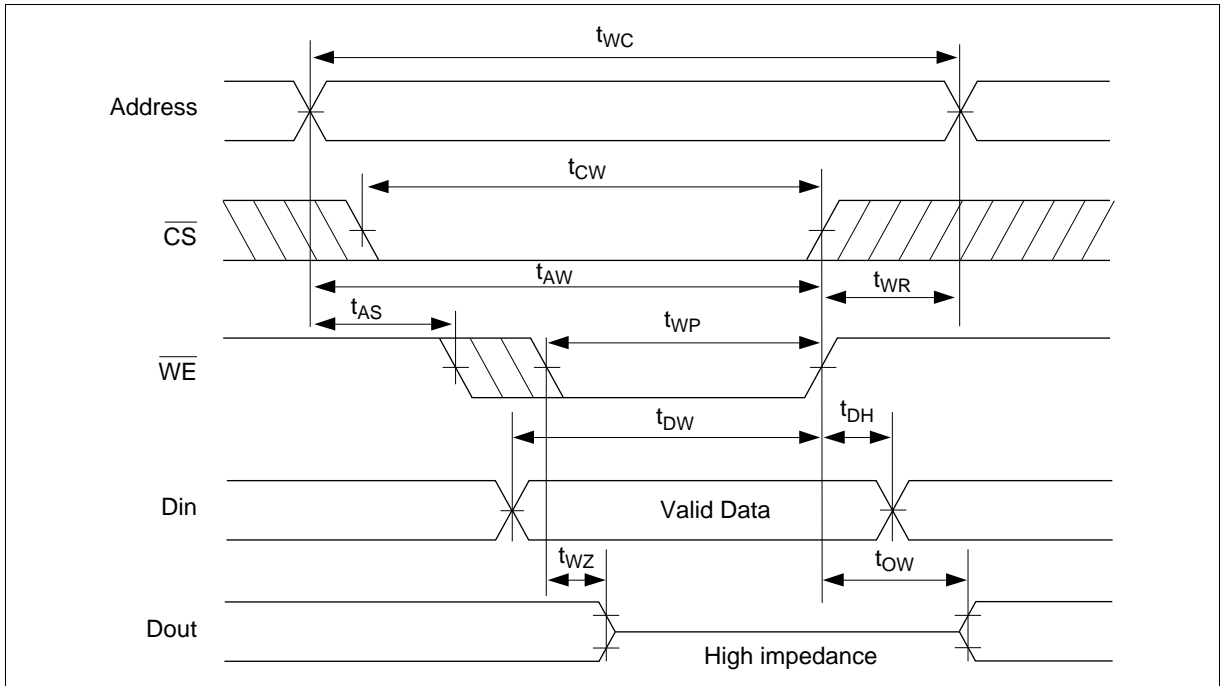 tWC
Address
tCW
CS
tAW
tWR
tAS
tWP
WE
tDW
tDH
Din
Valid Data
tWZ
tOW
Dout
High impedance